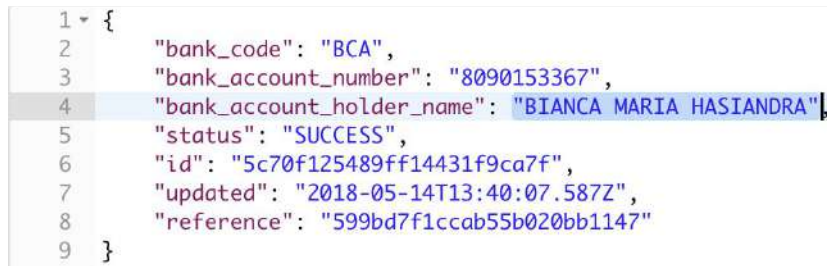 1 {
2 "bank_code": "BCA",
3 "bank_account_number": "8090153367",
4 "bank_account_holder_name": "BIANCA MARIA HASIANDRA",
5 "status": "SUCCESS",
6 "id": "5c70f125489ff14431f9ca7f",
7 "updated": "2018-05-14T13:40:07.587Z",
8 "reference": "599bd7f1ccab55b020bb1147"
9 }